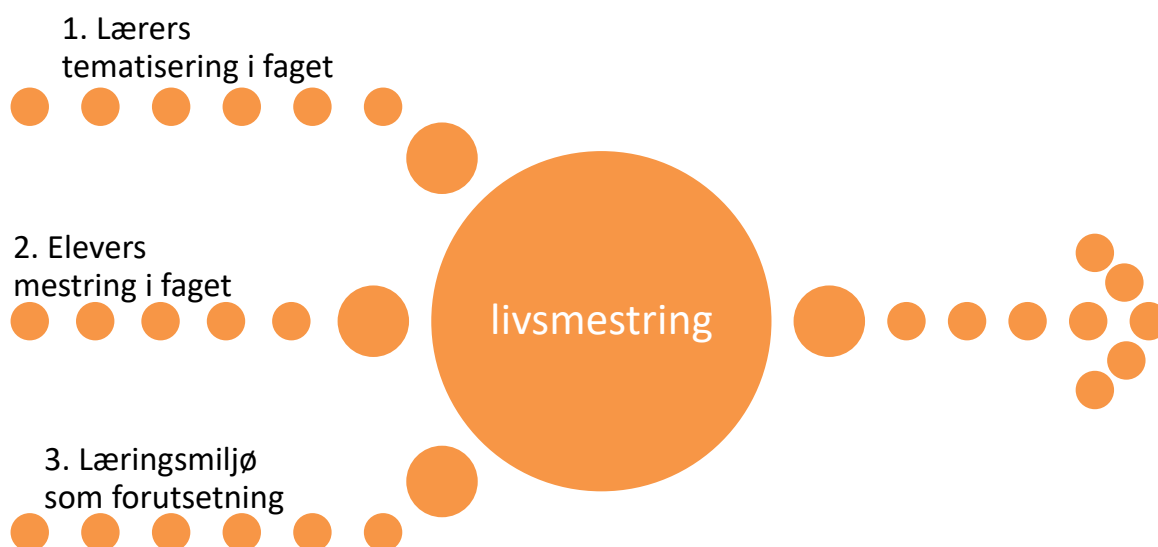 1. Lærers
tematisering i faget
2. Elevers
mestring i faget
livsmestring
3. Læringsmiljø
som forutsetning